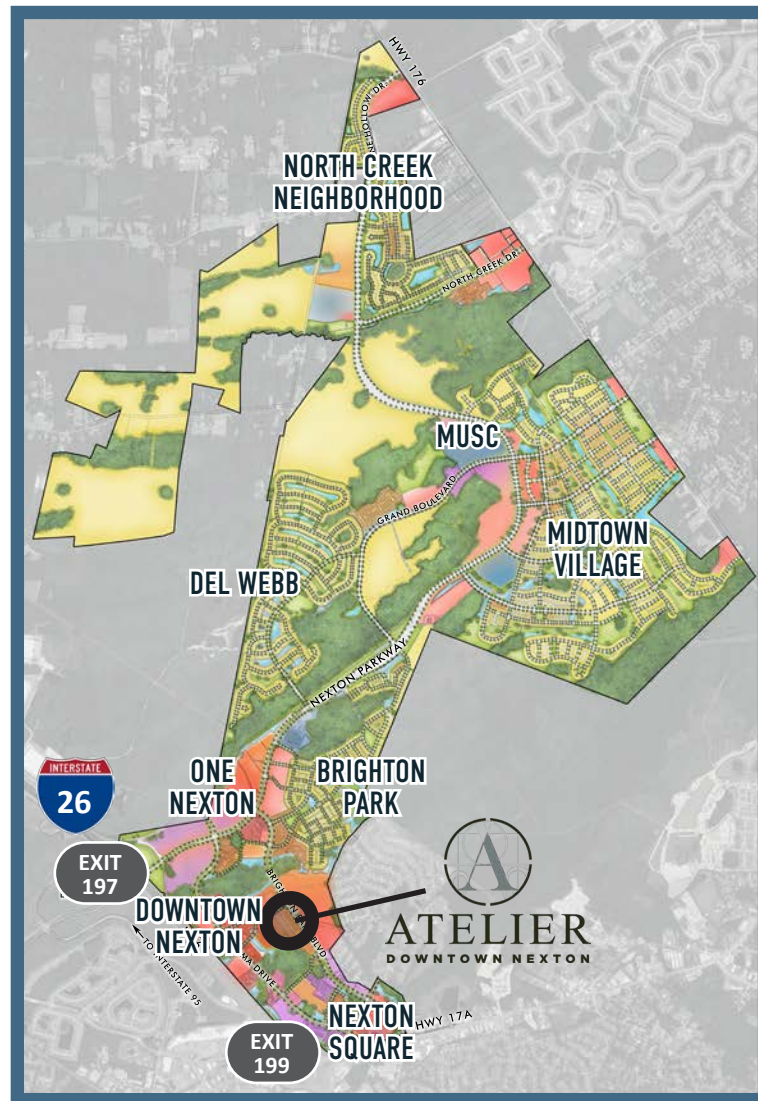 HWY 176
NORTH CREEK
NEIGHBORHOOD
NORTH CREEK DR
MUSC
GRAND BOULEVARD
MIDTOWN
VILLAGE
DEL WEBB
NEXTON PARKWAY
INTERSTATE
26
ONE
NEXTON
BRIGHTON
PARK
EXIT
197
A
ATELIER
DOWNTOWN NEXTON
DOWNTOWN
NEXTON
BLVD
DRIVE
TO INTERSTATE 95
NEXTON
SQUARE
HWY 17A
EXIT
199